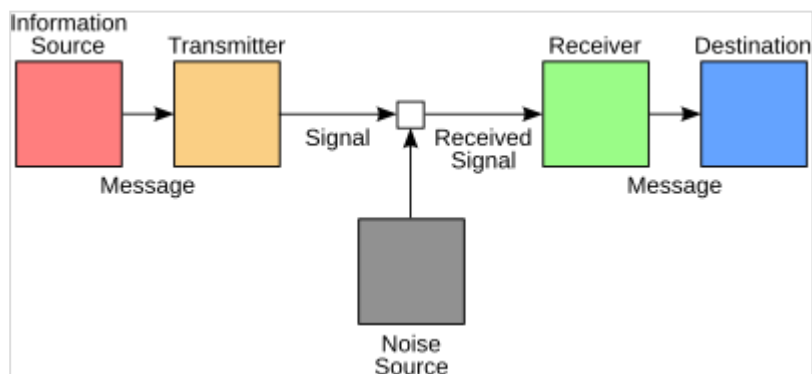 Information
Source
Transmitter
Receiver
Destination
Signal
Received
Signal
Message
Message
Noise
Source